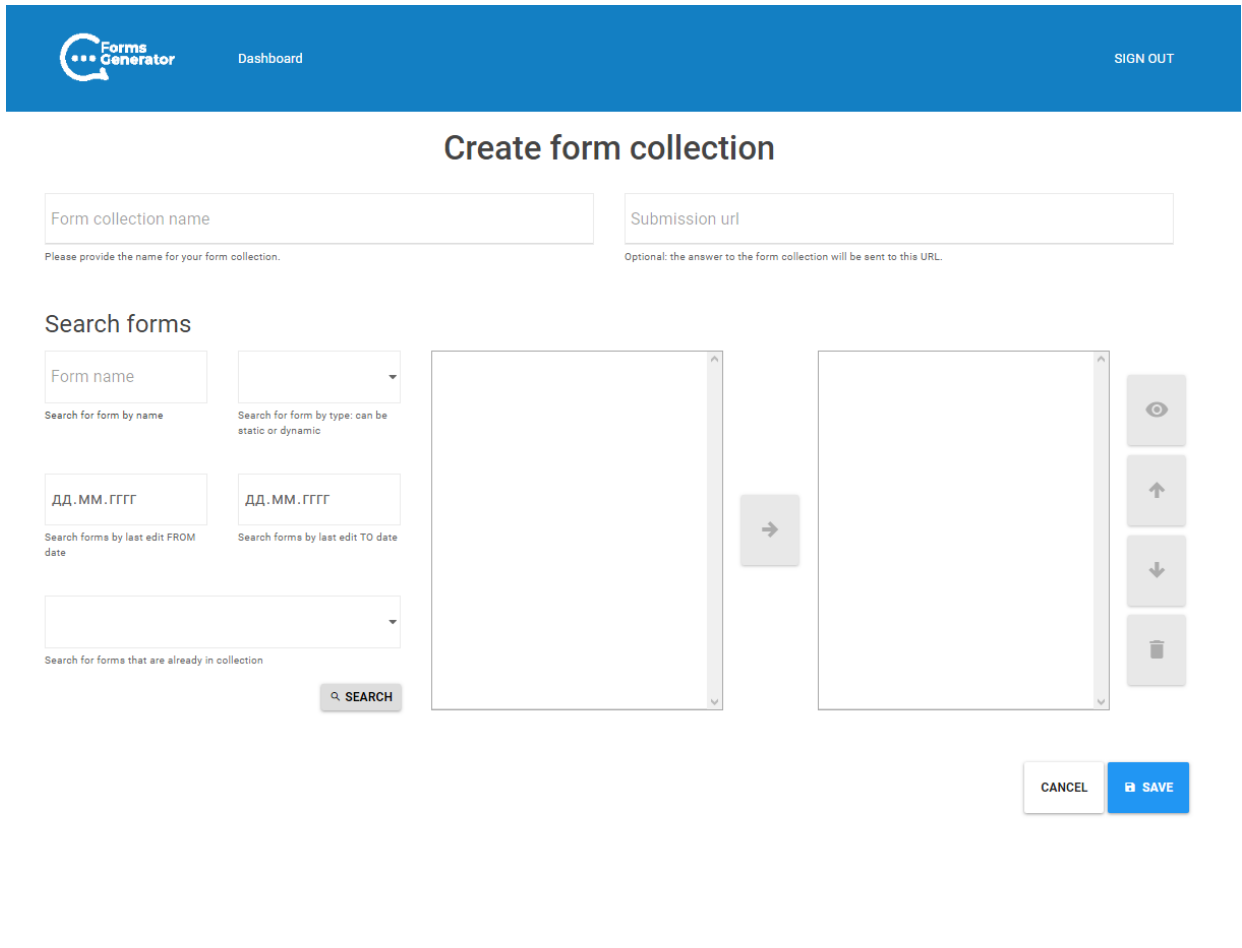 Forms
Generator
Dashboard
SIGN OUT
Create form collection
Form collection name
Submission url
Please provide the name for your form collection.
Optional: the answer to the form collection will be sent to this URL.
Search forms
Form name
Search for form by name
Search for form by type: can be
static or dynamic
ДД.ММ.ГГГГ
ДД.ММ.ГГГГ
Search forms by last edit FROM
date
Search forms by last edit TO date
Search for forms that are already in collection
SEARCH
CANCEL
SAVE